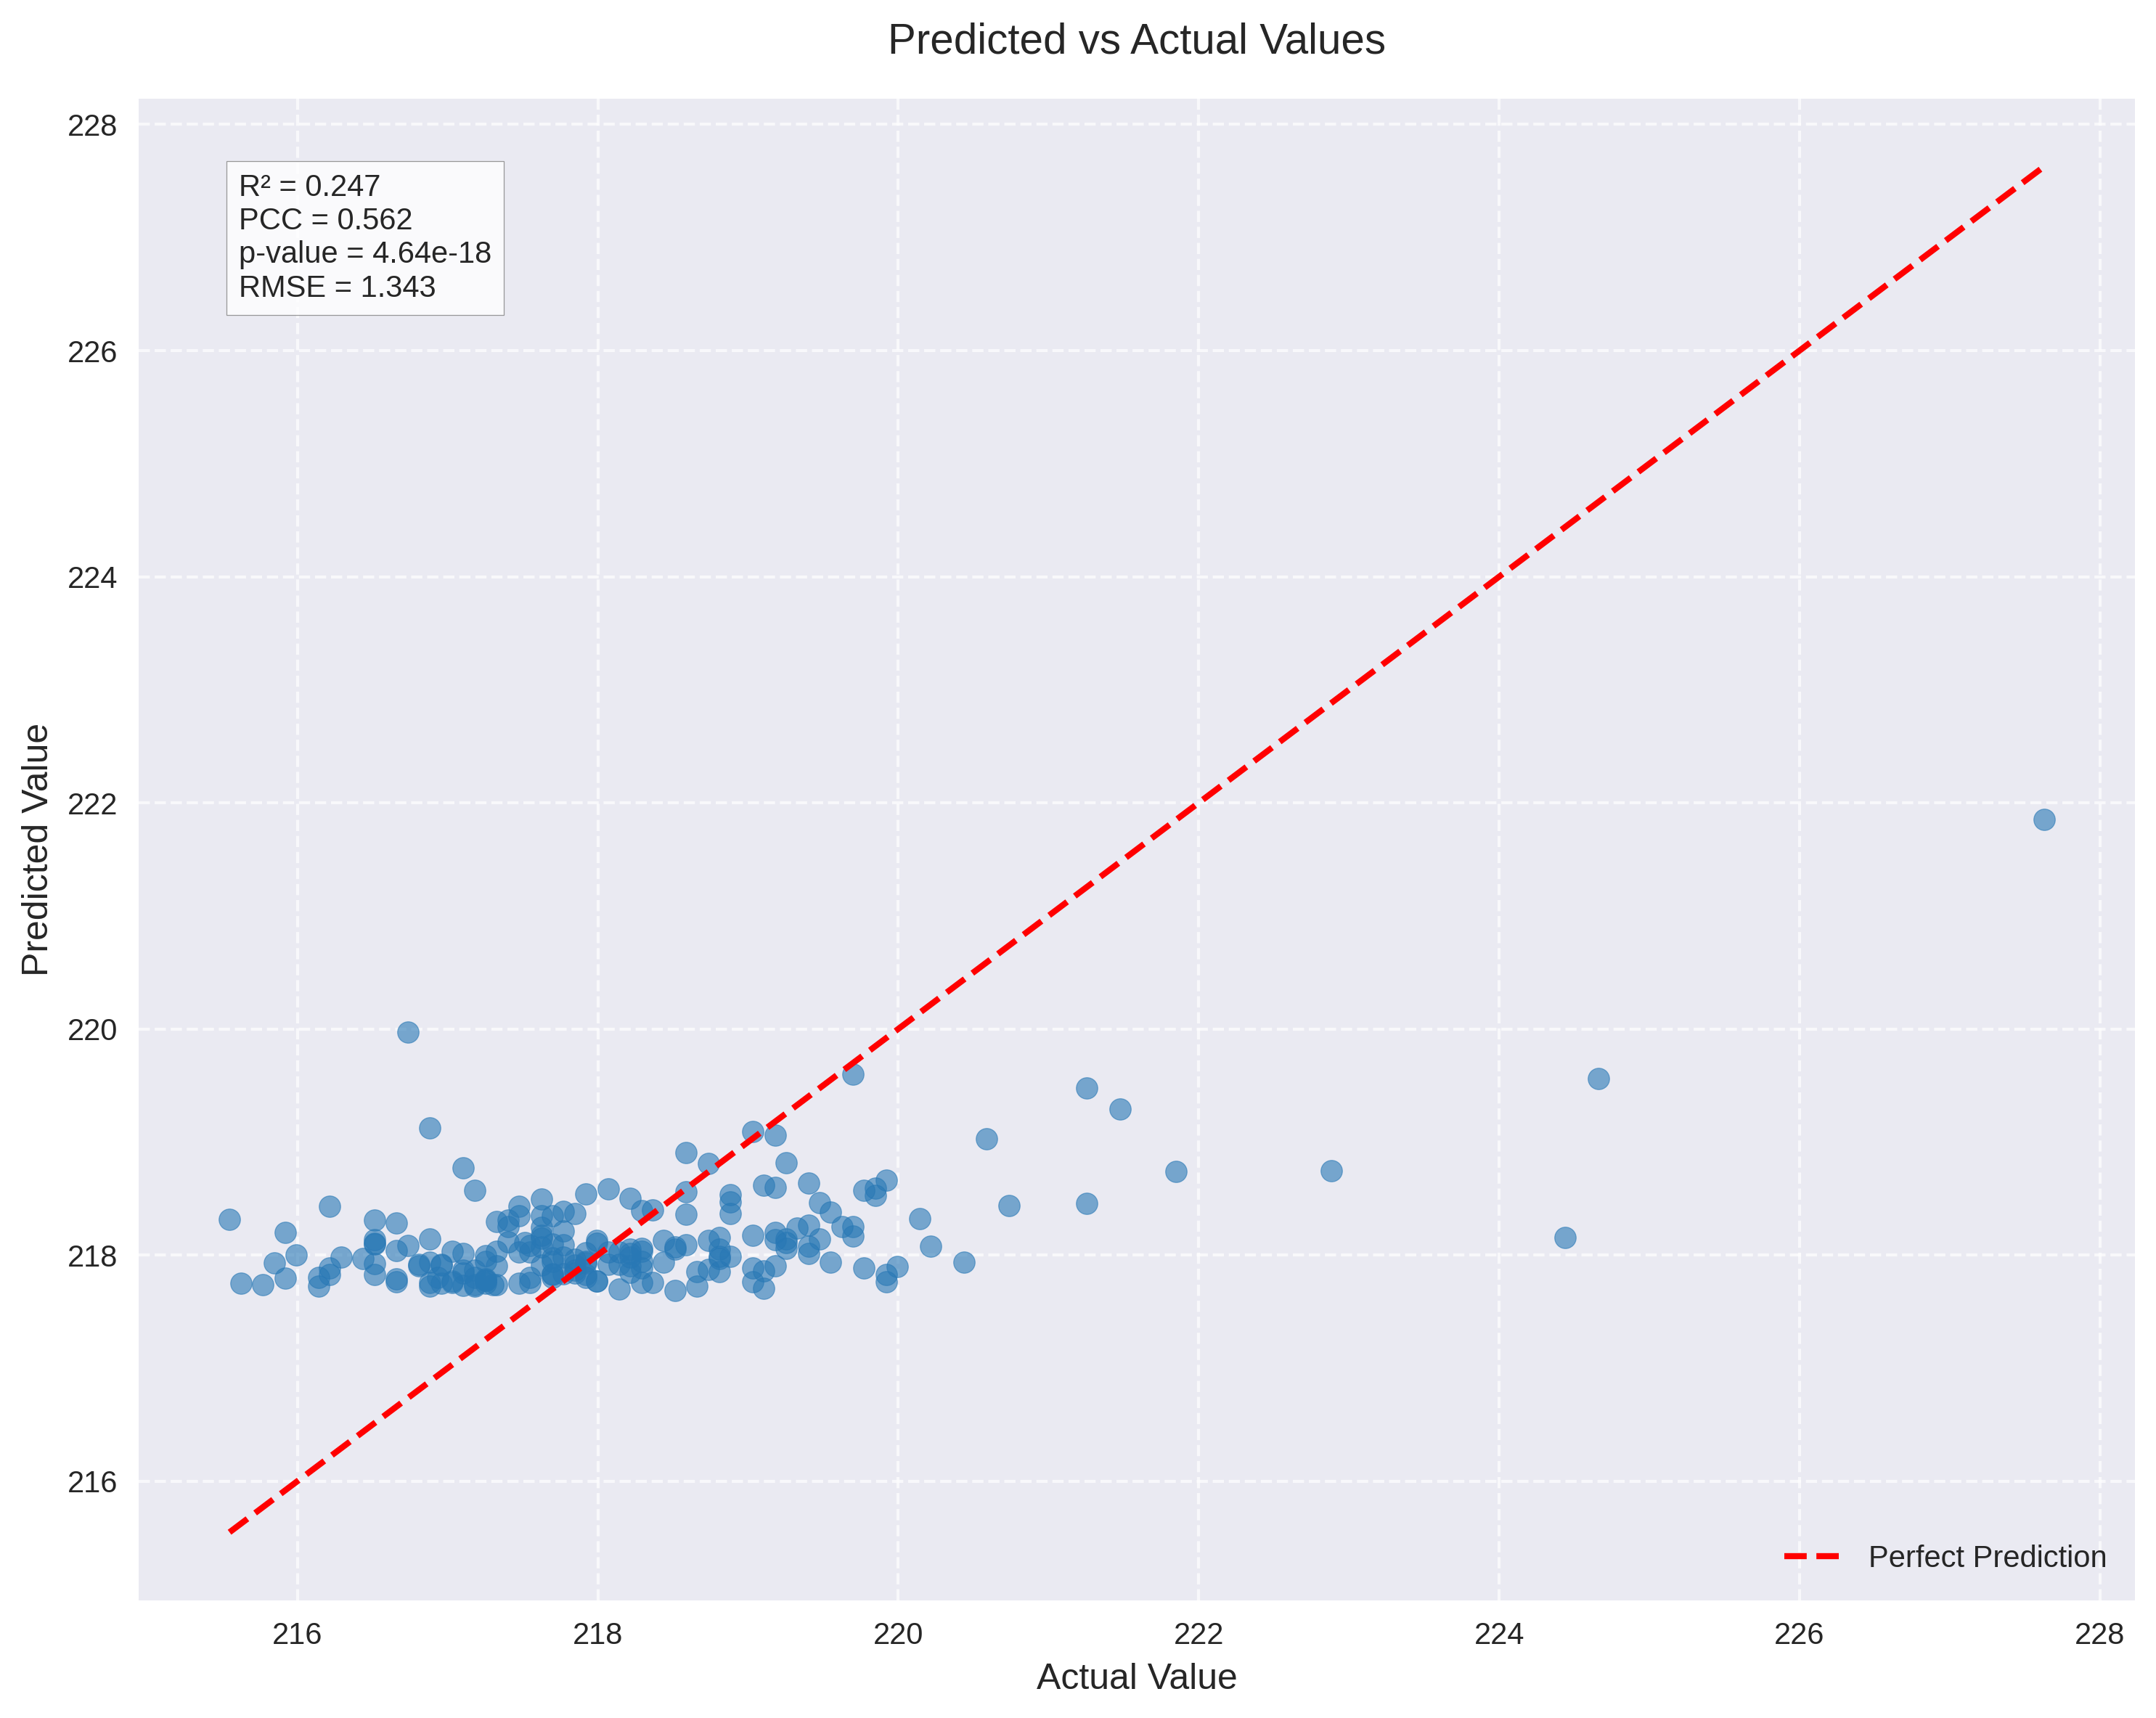 Predicted vs Actual Values
228
226
224
222
220
218
216
R² = 0.247
PCC = 0.562
p-value = 4.64e-18
RMSE = 1.343
Predicted Value
Perfect Prediction
216 218 220 222 224 226 228
Actual Value